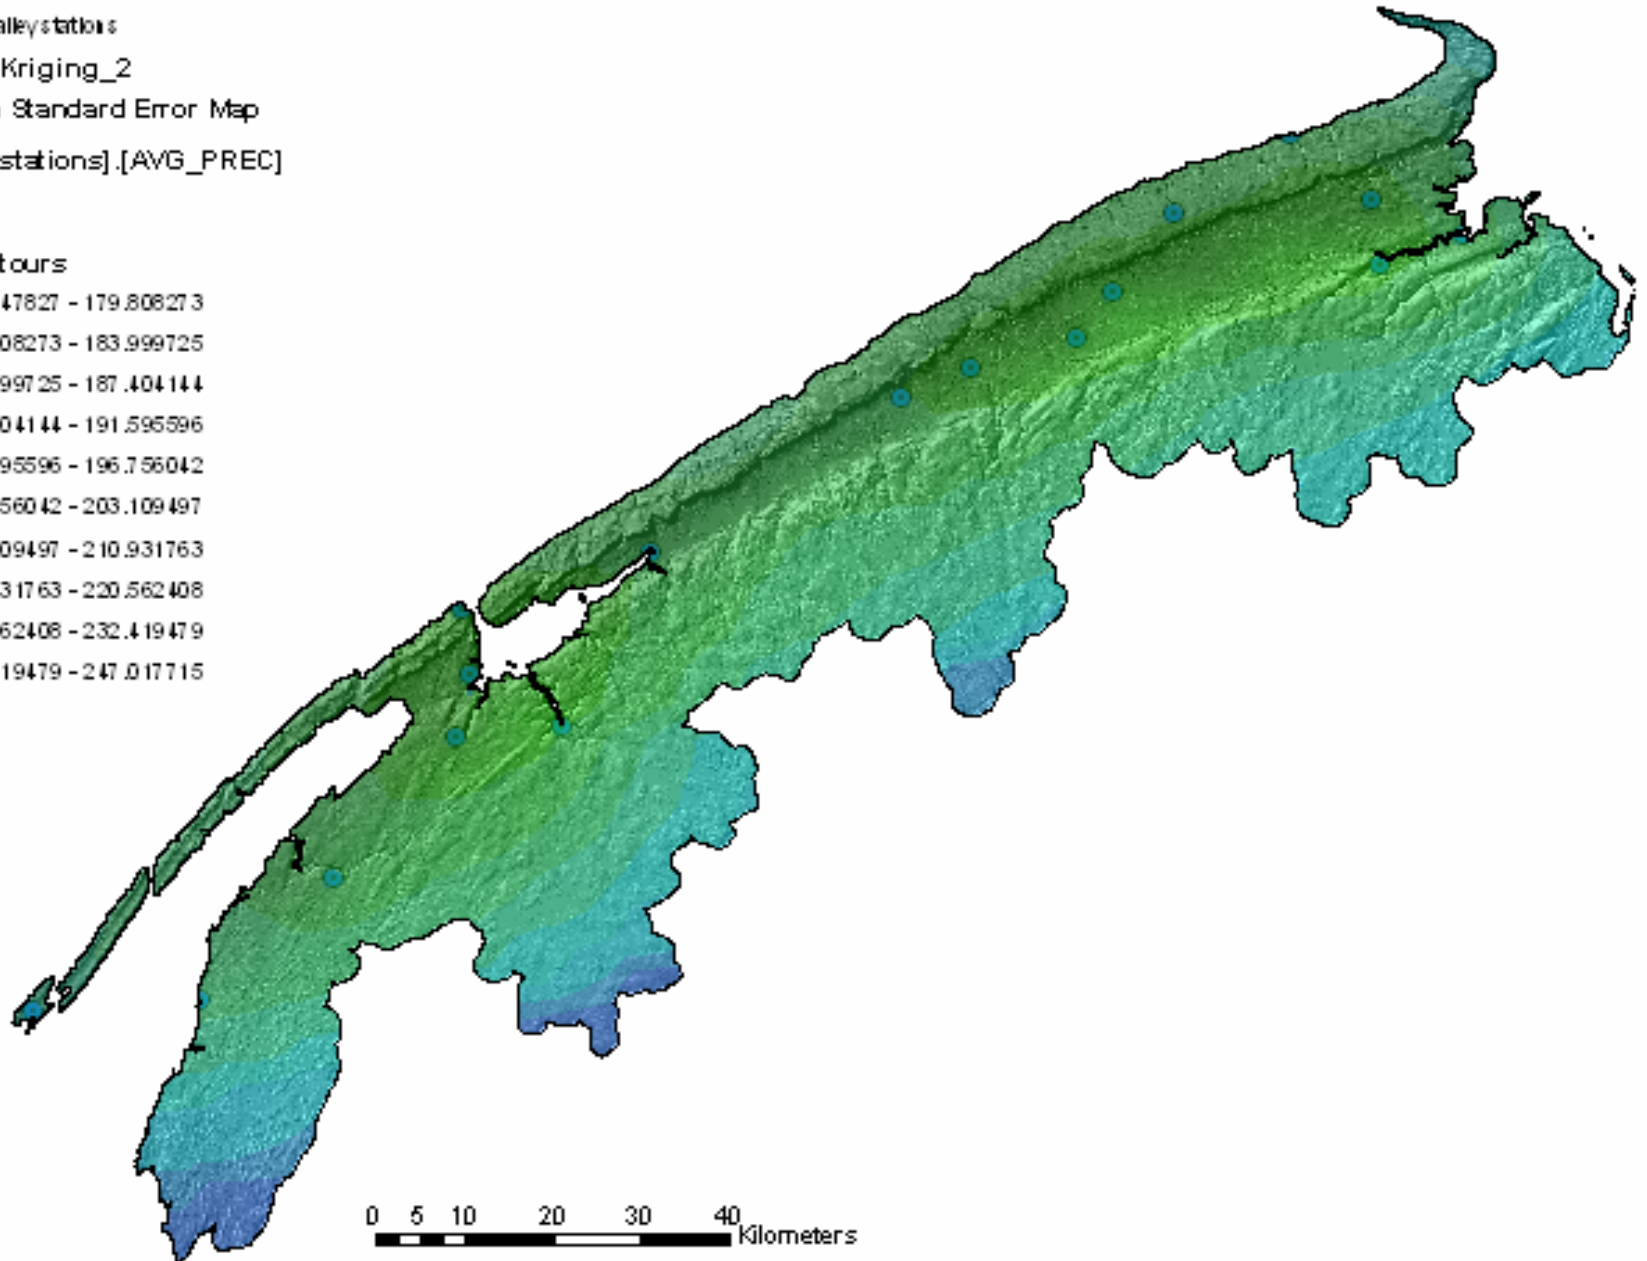 alleystations
Kriging_2
Standard Error Map
stations].[AVG_PREC]
tours
47827 - 179.808273
08273 - 183.999725
99725 - 187.404144
04144 - 191.595596
95596 - 196.756042
56042 - 203.109497
09497 - 210.931763
31763 - 220.562408
62408 - 232.419479
19479 - 247.017715
0 5 10 20 30 40
Kilometers